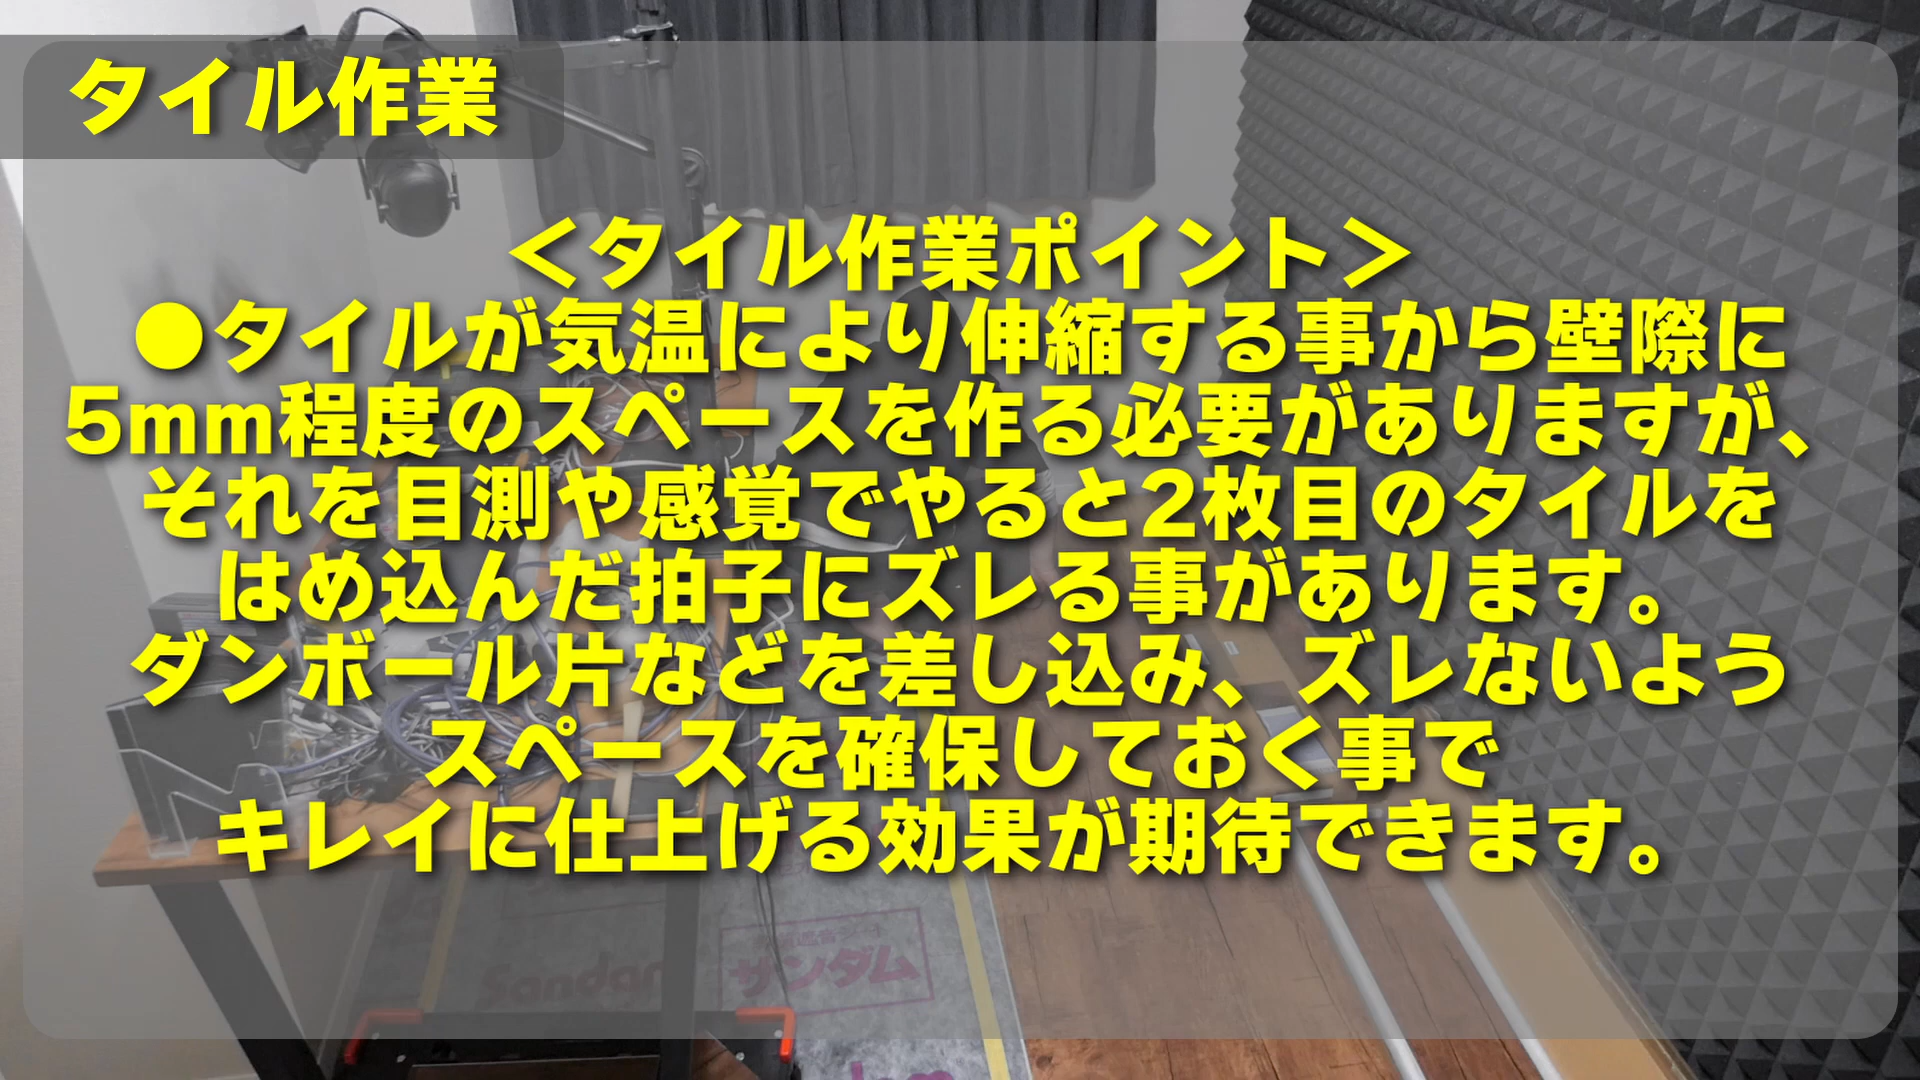 タイル作業
＜タイル作業ポイント＞
●タイルが気温により伸縮する事から壁際に
5mm程度のスペースを作る必要がありますが、
それを目測や感覚でやると2枚目のタイルを
はめ込んだ拍子にズレる事があります。
ダンボール片などを差し込み、ズレないよう
スペースを確保しておく事で
キレイに仕上げる効果が期待できます。
サンダム